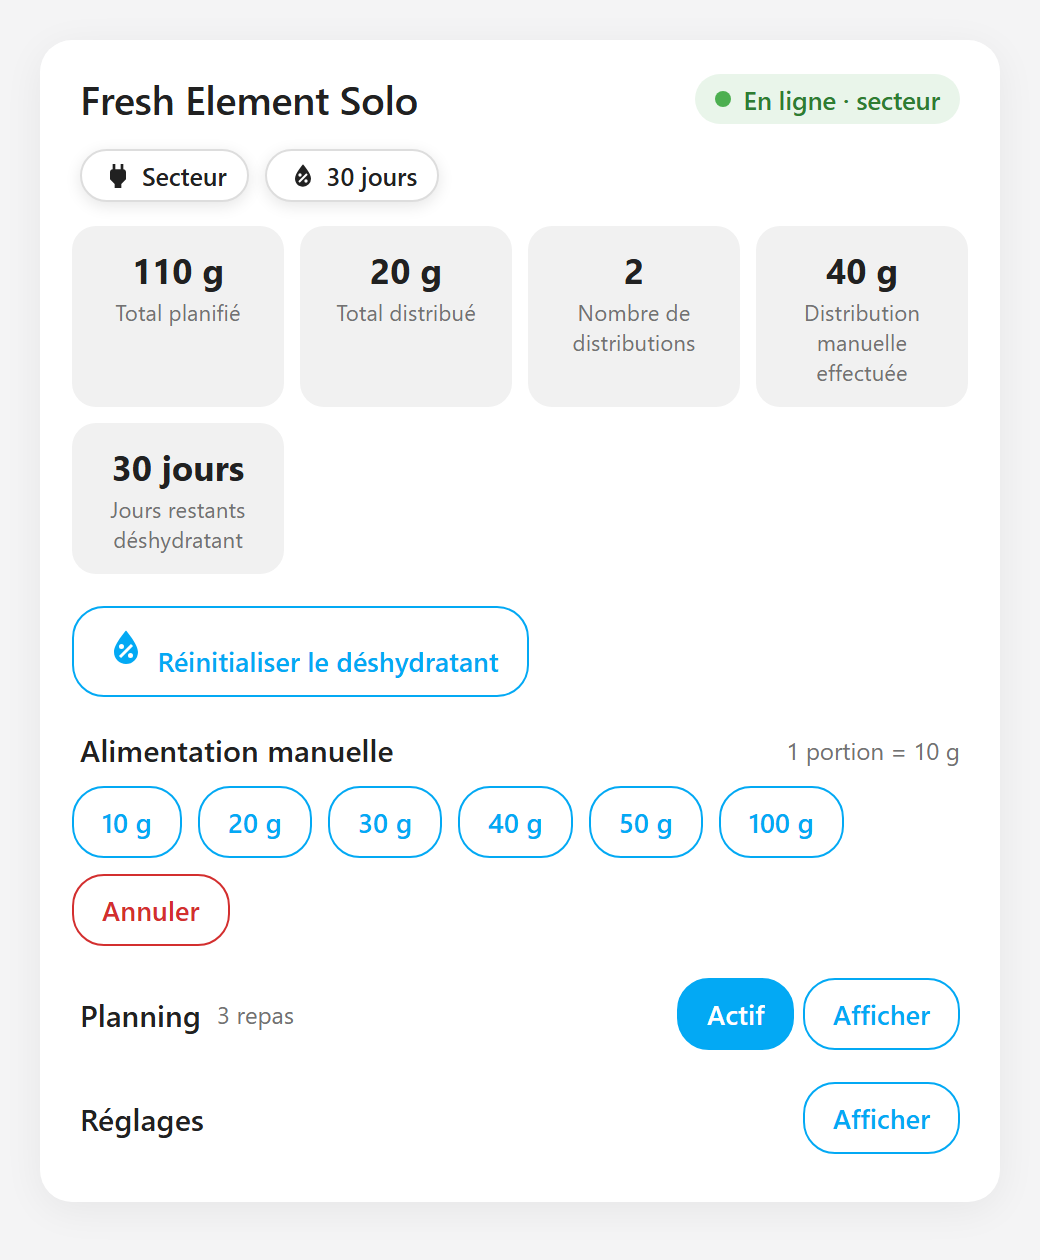 Fresh Element Solo
En ligne · secteur
Secteur
30 jours
110 g
Total planifié
20 g
Total distribué
2
Nombre de
distributions
40 g
Distribution
manuelle
effectuée
30 jours
Jours restants
déshydratant
Réinitialiser le déshydratant
Alimentation manuelle
1 portion = 10 g
10 g
20 g
30 g
40 g
50 g
100 g
Annuler
Planning 3 repas
Actif
Afficher
Réglages
Afficher